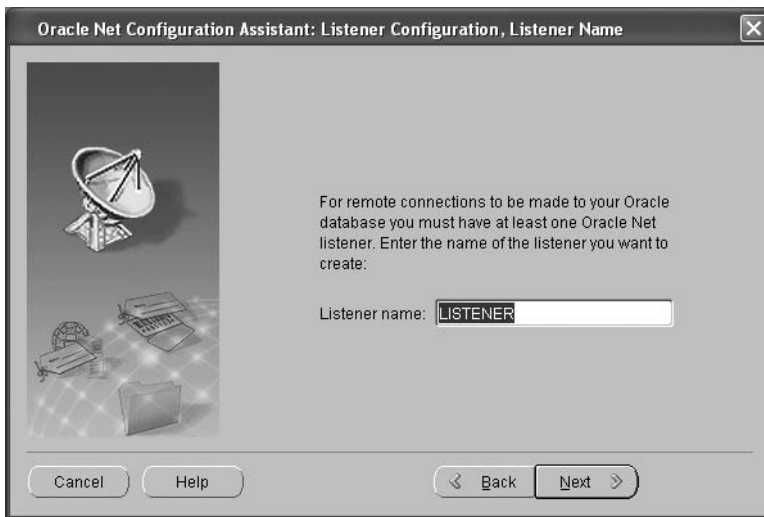 Oracle Net Configuration Assistant: Listener Configuration, Listener Name
For remote connections to be made to your Oracle
database you must have at least one Oracle Net
listener. Enter the name of the listener you want to
create:
Listener name: LISTENER
Cancel Help Back Next